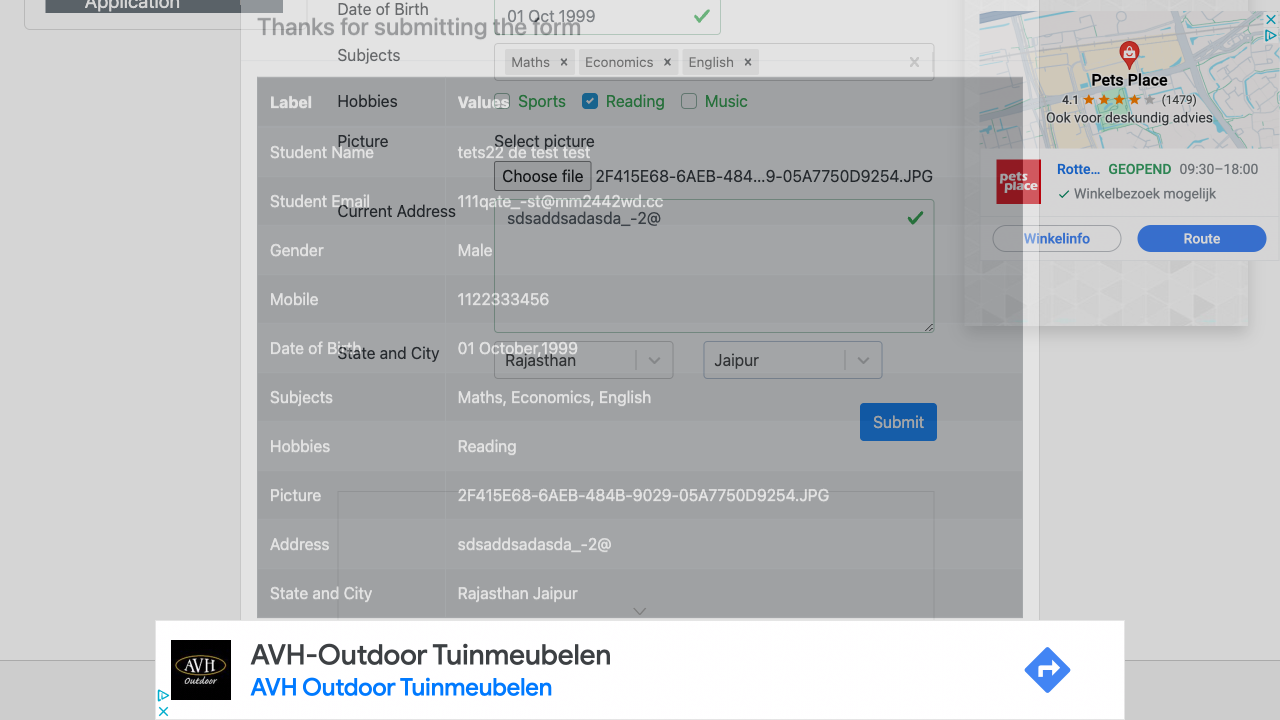 Application
Date of Birth
01 Oct 1999
Thanks for submitting the form
Subjects
Maths × Economics × English × ×
Label
Values
Hobbies
Sports Reading Music
Picture
Select picture
Student Name
tets22 de test test
Choose file 2F415E68-6AEB-484...9-05A7750D9254.JPG
Student Email
111qate_-st@mm2442wd.cc
Current Address
sdsaddsadasda_-2@
Gender
Male
Mobile
1122333456
Date of Birth
01 October,1999
State and City
Rajasthan
Jaipur
Subjects
Maths, Economics, English
Submit
Hobbies
Reading
Picture
2F415E68-6AEB-484B-9029-05A7750D9254.JPG
Address
sdsaddsadasda_-2@
State and City
Rajasthan Jaipur
Pets Place
4.1 ★★★★★ (1479)
Ook voor deskundig advies
pets place
Rotte... GEOPEND 09:30–18:00
Winkelbezoek mogelijk
Winkelinfo
Route
AVH Outdoor
AVH-Outdoor Tuinmeubelen
AVH Outdoor Tuinmeubelen